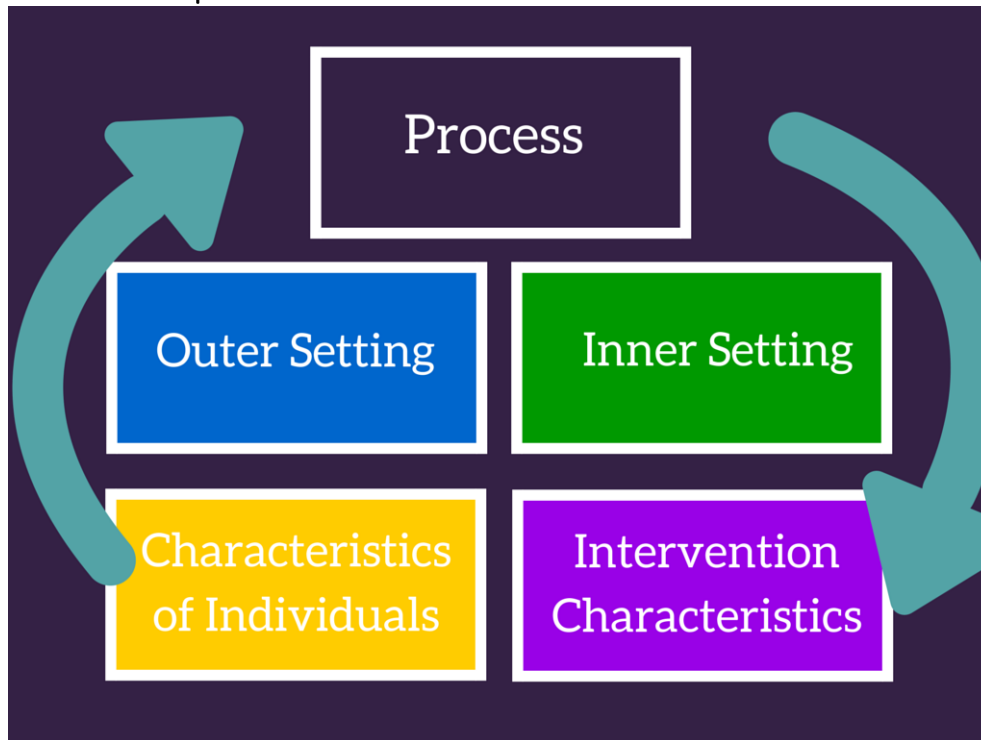 Process
Outer Setting
Inner Setting
Characteristics
of Individuals
Intervention
Characteristics